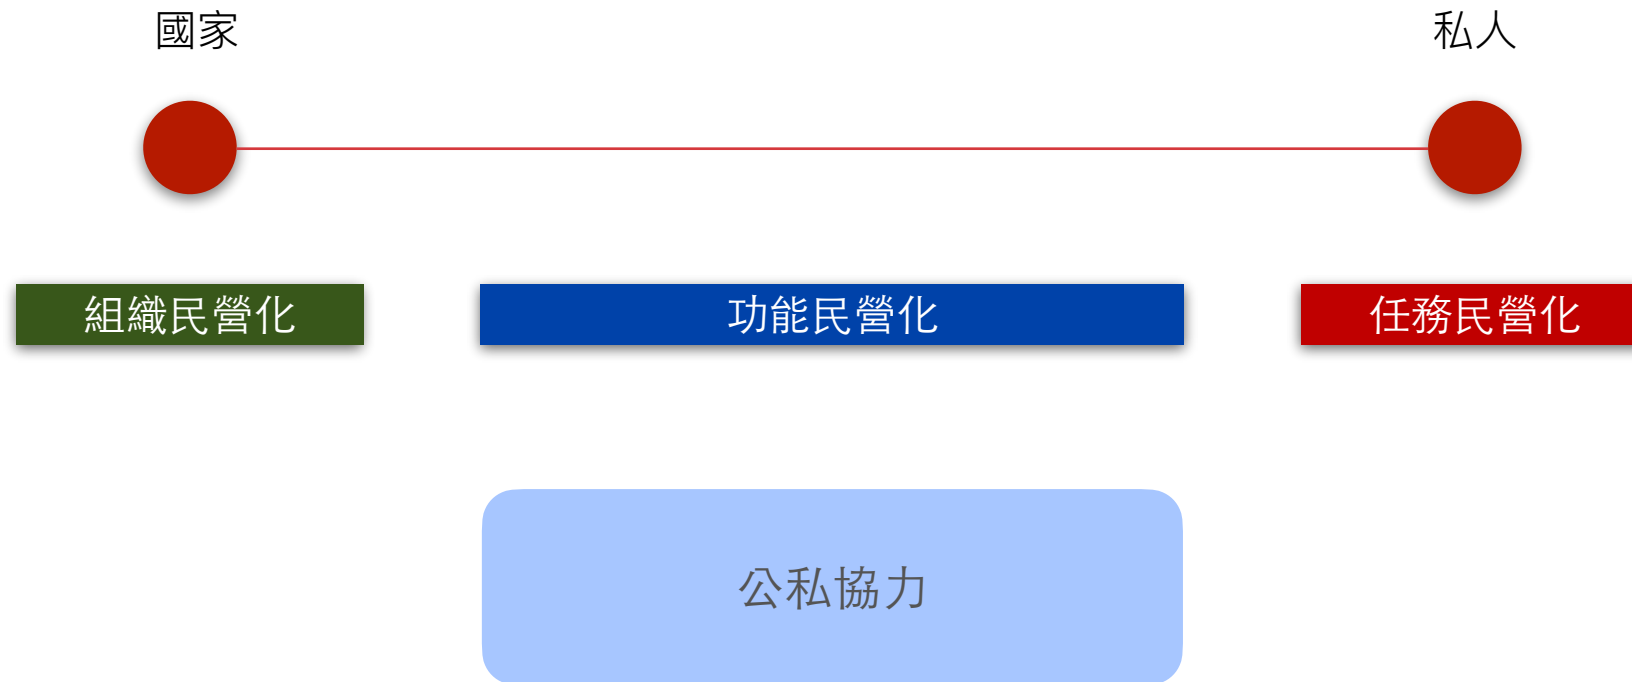 國家
私人
組織民營化
功能民營化
任務民營化
公私協力